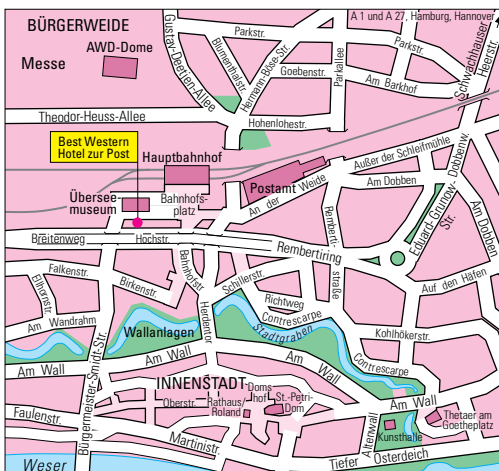 A 1 und A 27, Hamburg, Hannover
BÜRGERWEIDE
AWD-Dome
Messe
Gustav-Deetjen-Allee
Blumenthalstr.
Hermann-Böse-Str.
Parkstr.
Goebenstr.
Parkallee
Parkstr.
Am Barkhof
Schwachhauser
Heerstr.
Theodor-Heuss-Allee
Hohenlohestr.
Best Western
Hotel zur Post
Hauptbahnhof
Übersee-
museum
Bahnhofs-
platz
Postamt
An der Weide
Außer der Schleifmühle
Am Dobben
Dobbenw.
Eduard-Grunow-
Str.
Am Dobben
Remberti-
straße
Breitenweg
Hochstr.
Rembertiring
Auf den Häfen
Falkenstr.
Ellhornstr.
Birkenstr.
Bahnhofstr.
Schillerstr.
Herdentor
Richtweg
Contrescarpe
Stadtgraben
Kohlhökerstr.
Am Wandrahm
Wallanlagen
Am Wall
Am Wall
Am Wall
Contrescarpe
Bürgermeister-Smidt-Str.
INNENSTADT
Oberstr.
Rathaus/
Roland
Doms
hof
St.-Petri-
Dom
Am Wall
Thetaer am
Goetheplatz
Kunsthalle
Altenwall
Faulenstr.
Martinistr.
Tiefer
Osterdeich
Weser